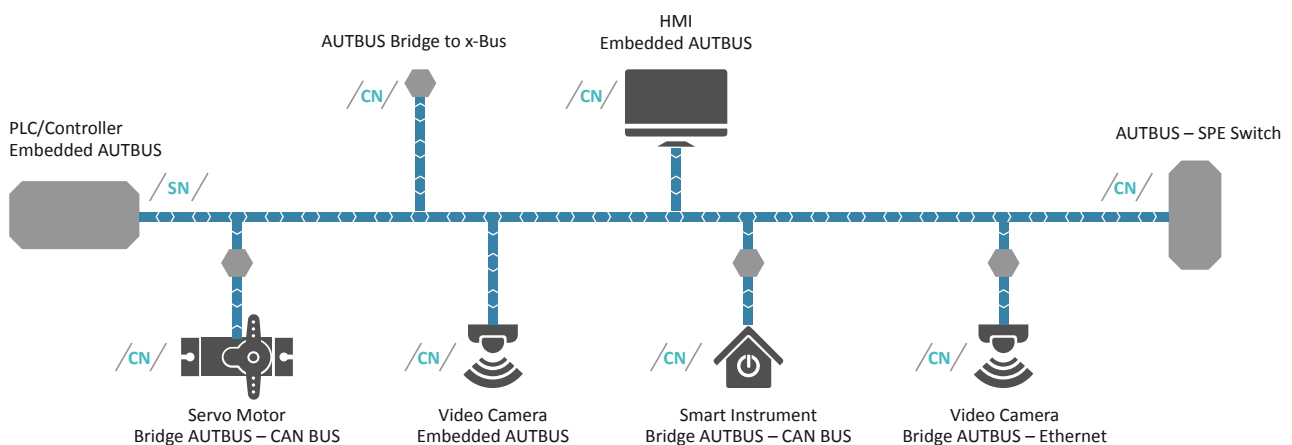 HMI
Embedded AUTBUS
AUTBUS Bridge to x-Bus
CN
CN
PLC/Controller
Embedded AUTBUS
AUTBUS – SPE Switch
SN
CN
CN
CN
CN
CN
Servo Motor
Bridge AUTBUS – CAN BUS
Video Camera
Embedded AUTBUS
Smart Instrument
Bridge AUTBUS – CAN BUS
Video Camera
Bridge AUTBUS – Ethernet